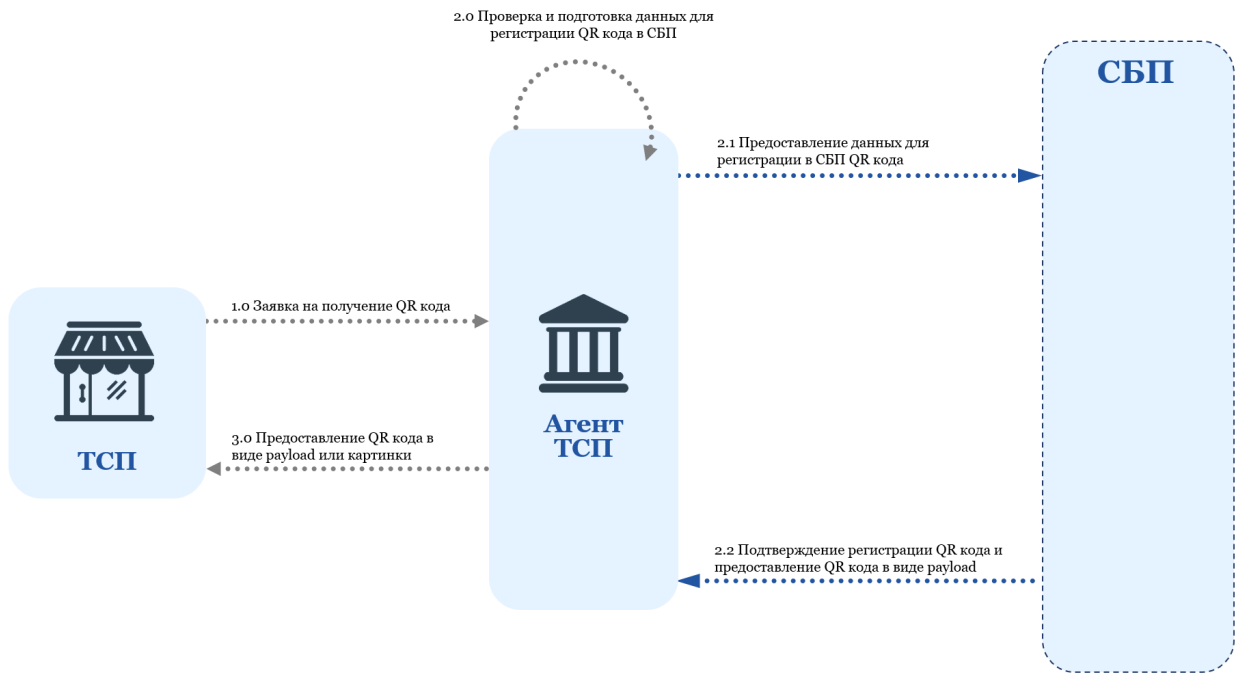 2.0 Проверка и подготовка данных для
регистрации QR кода в СБП
СБП
2.1 Предоставление данных для
регистрации в СБП QR кода
1.0 Заявка на получение QR кода
Агент
ТСП
3.0 Предоставление QR кода в
виде payload или картинки
ТСП
2.2 Подтверждение регистрации QR кода и
предоставление QR кода в виде payload